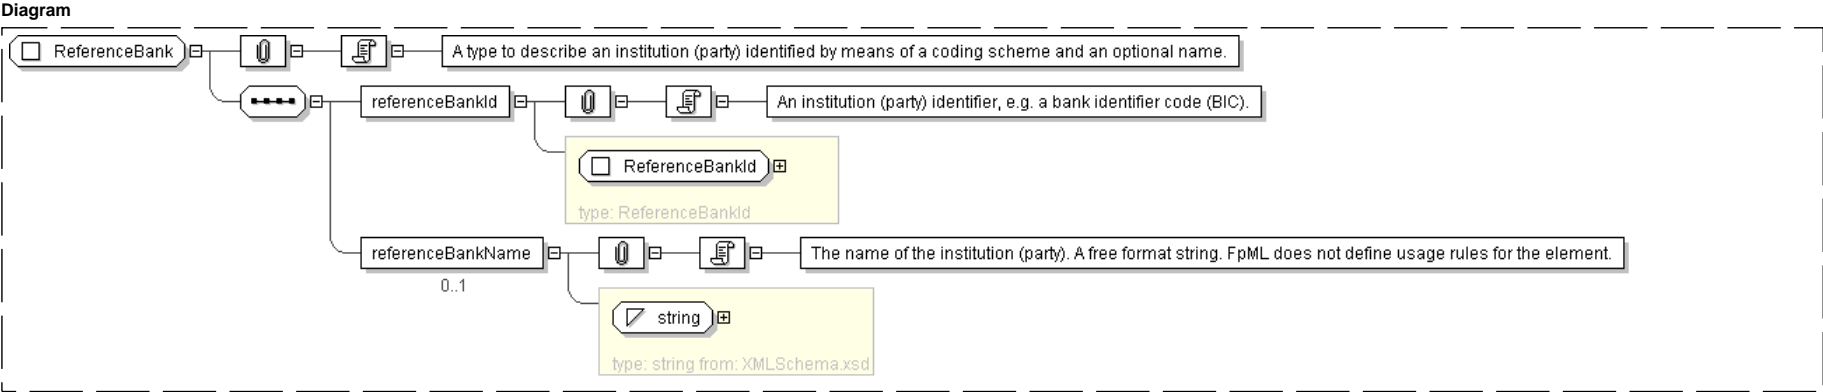 Diagram
ReferenceBank
A type to describe an institution (party) identified by means of a coding scheme and an optional name.
referenceBankId
An institution (party) identifier, e.g. a bank identifier code (BIC).
ReferenceBankId
type: ReferenceBankId
referenceBankName
The name of the institution (party). A free format string. FpML does not define usage rules for the element.
0..1
string
type: string from: XMLSchema.xsd